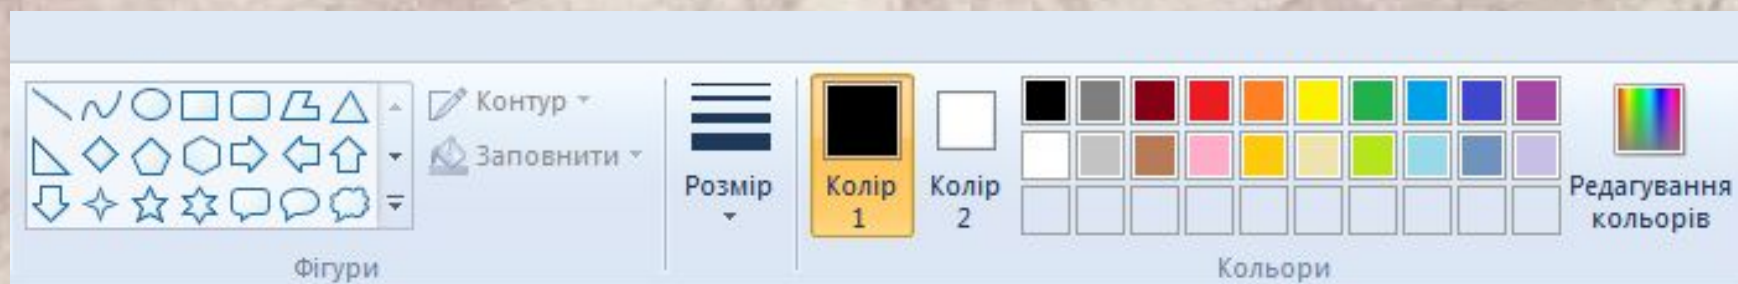 Контур
Заповнити
Фігури
Розмір
Колір
1
Колір
2
Редагування
кольорів
Кольори